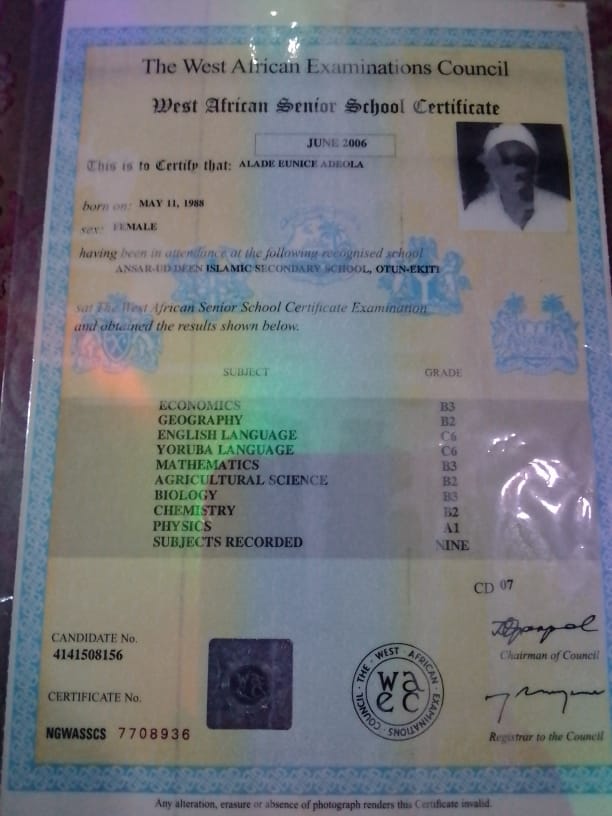 The West African Examinations Council
West African Senior School Certificate
JUNE 2006
This is to Certify that: ALADE EUNICE ADEOLA
born on: MAY 11, 1988
sex: FEMALE
having been in attendance at the following recognised school
ANSAR-UD DEEN ISLAMIC SECONDARY SCHOOL, OTUN-EKITI
sat The West African Senior School Certificate Examination
and obtained the results shown below.
SUBJECT GRADE
ECONOMICS B3
GEOGRAPHY B2
ENGLISH LANGUAGE C6
YORUBA LANGUAGE C6
MATHEMATICS B3
AGRICULTURAL SCIENCE B2
BIOLOGY B3
CHEMISTRY B2
PHYSICS A1
SUBJECTS RECORDED NINE
CD 07
CANDIDATE No.
4141508156
Chairman of Council
THE WEST AFRICAN EXAMINATIONS COUNCIL
wa
ec
CERTIFICATE No.
NGWASSCS 7708936
Registrar to the Council
Any alteration, erasure or absence of photograph renders this Certificate invalid.